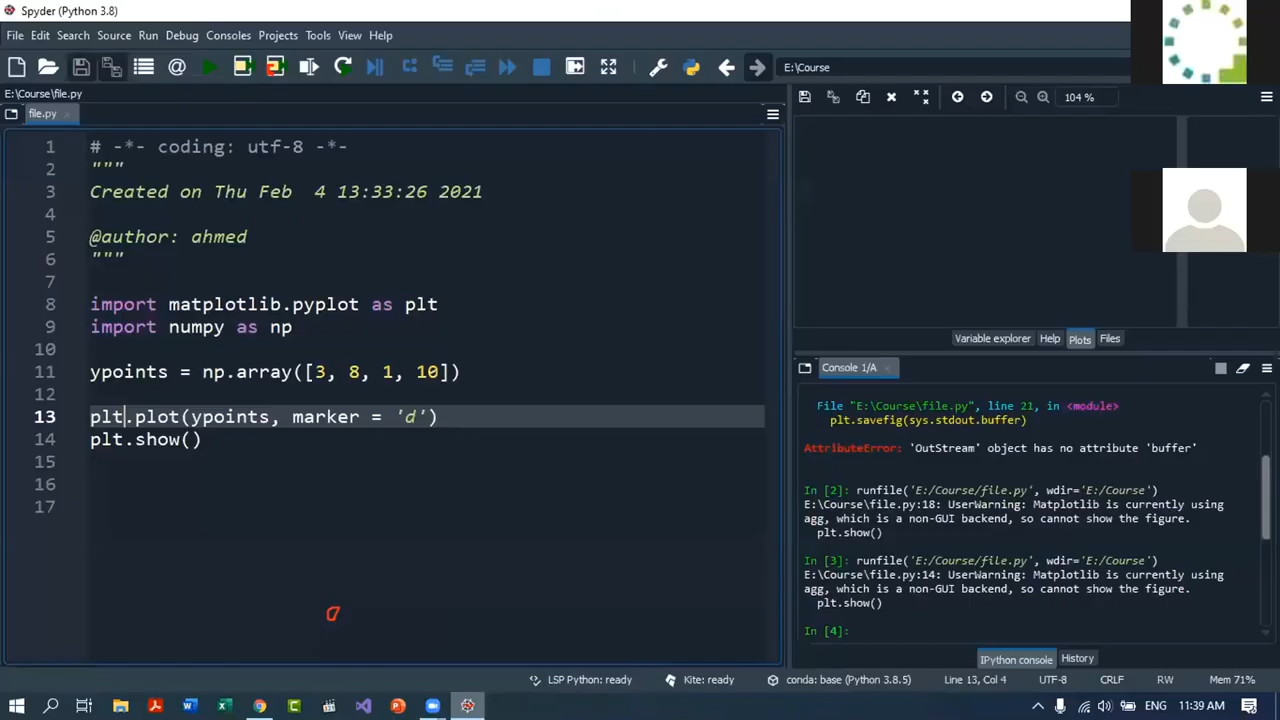 Spyder (Python 3.8)
File Edit Search Source Run Debug Consoles Projects Tools View Help
E:\Course
E:\Course\file.py
file.py
104 %
1 # -*- coding: utf-8 -*-
2 """
3 Created on Thu Feb  4 13:33:26 2021
4
5 @author: ahmed
6 """
7
8 import matplotlib.pyplot as plt
9 import numpy as np
10
11 ypoints = np.array([3, 8, 1, 10])
12
13 plt.plot(ypoints, marker = 'd')
14 plt.show()
15
16
17
Variable explorer Help Plots Files
Console 1/A
File "E:\Course\file.py", line 21, in <module>
plt.savefig(sys.stdout.buffer)
AttributeError: 'OutStream' object has no attribute 'buffer'
In [2]: runfile('E:/Course/file.py', wdir='E:/Course')
E:\Course\file.py:18: UserWarning: Matplotlib is currently using
agg, which is a non-GUI backend, so cannot show the figure.
plt.show()
In [3]: runfile('E:/Course/file.py', wdir='E:/Course')
E:\Course\file.py:14: UserWarning: Matplotlib is currently using
agg, which is a non-GUI backend, so cannot show the figure.
plt.show()
In [4]:
IPython console History
LSP Python: ready Kite: ready conda: base (Python 3.8.5) Line 13, Col 4 UTF-8 CRLF RW Mem 71%
ENG 11:39 AM